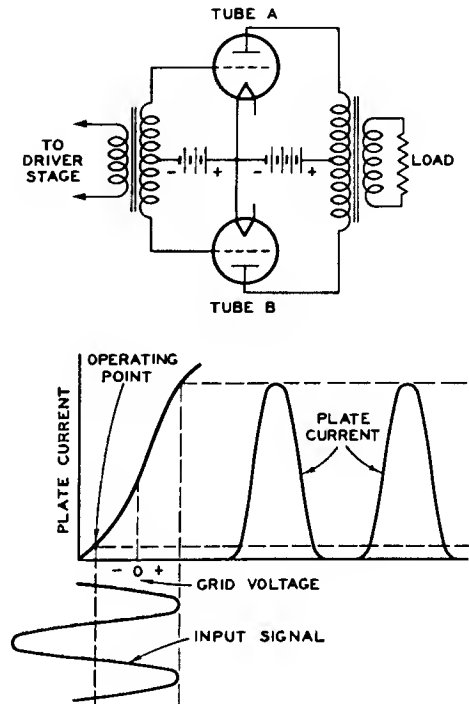 TUBE A
TO
DRIVER
STAGE
- + - +
LOAD
TUBE B
OPERATING
POINT
PLATE CURRENT
PLATE
CURRENT
- 0 +
GRID VOLTAGE
INPUT SIGNAL